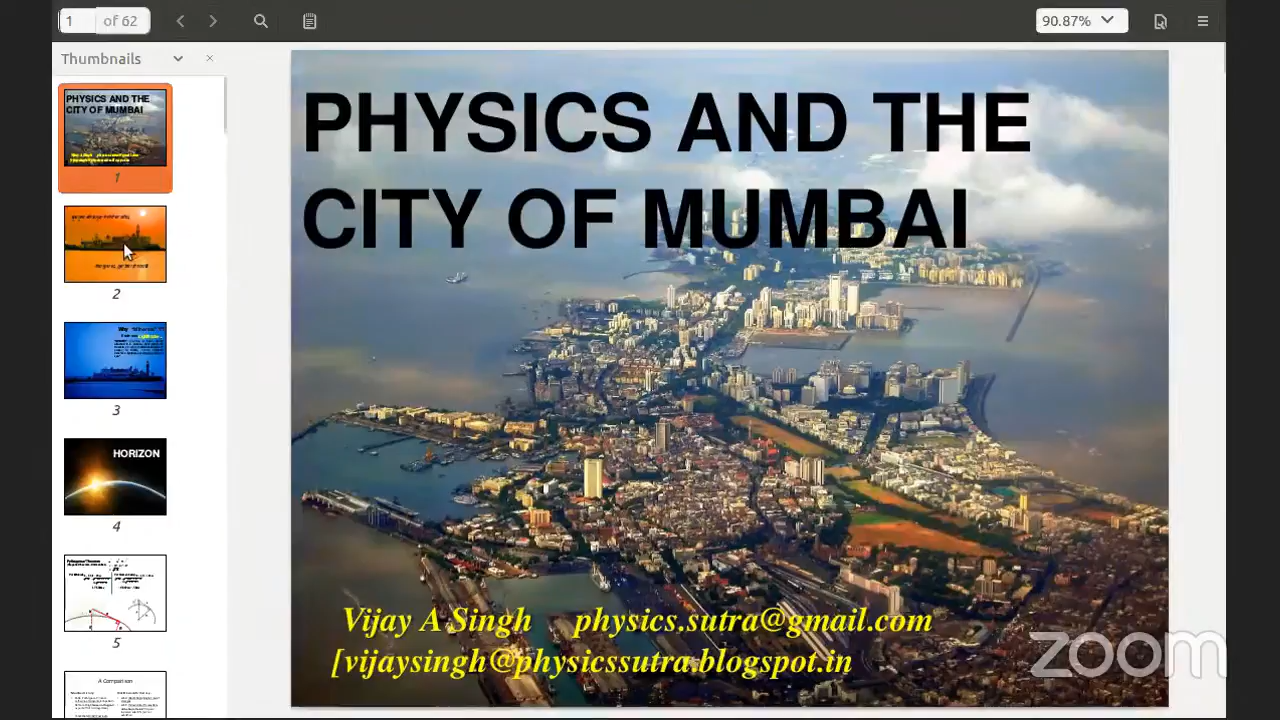 1 of 62
90.87%
Thumbnails
PHYSICS AND THE
CITY OF MUMBAI
1
2
3
HORIZON
4
5
A Comparison
PHYSICS AND THE
CITY OF MUMBAI
Vijay A Singh physics.sutra@gmail.com
[vijaysingh@physicssutra.blogspot.in
zoom